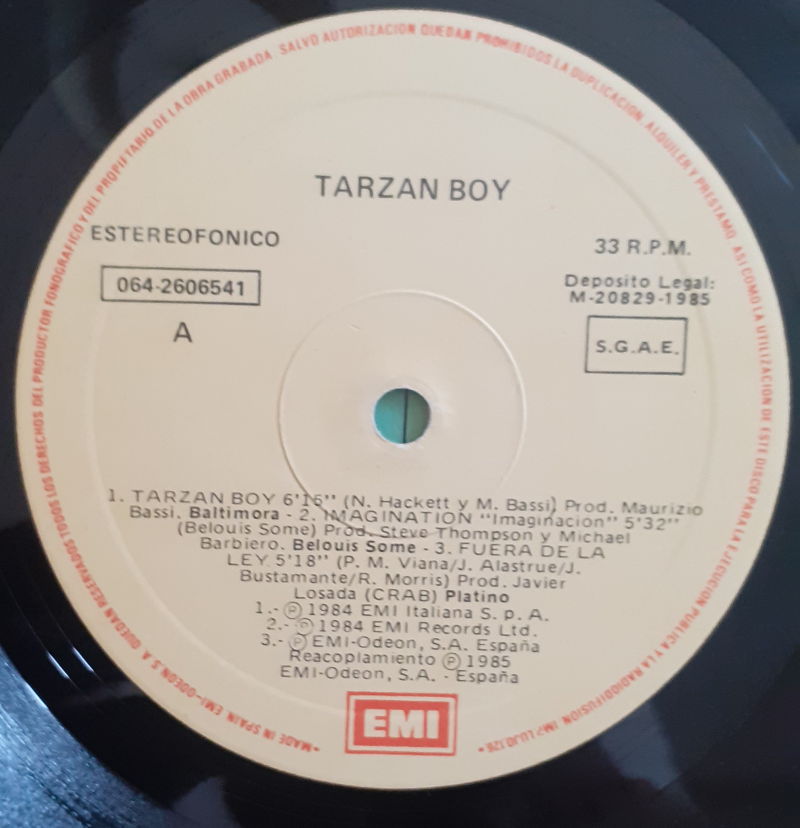 TARZAN BOY
ESTEREOFONICO
33 R.P.M.
064-2606541
Deposito Legal:
M-20829-1985
A
S.G.A.E.
1. TARZAN BOY 6'15" (N. Hackett y M. Bassi) Prod. Maurizio
Bassi. Baltimora - 2. IMAGINATION "Imaginacion" 5'32"
(Belouis Some) Prod. Steve Thompson y Michael
Barbiero. Belouis Some - 3. FUERA DE LA
LEY 5'18" (P. M. Viana/J. Alastrue/J.
Bustamante/R. Morris) Prod. Javier
Losada (CRAB) Platino
1.- Ⓟ 1984 EMI Italiana S. p. A.
2.- Ⓟ 1984 EMI Records Ltd.
3.- Ⓟ EMI-Odeon, S.A. España
Reacoplamiento Ⓟ 1985
EMI-Odeon, S.A. - España
EMI
• MADE IN SPAIN. EMI-ODEON S. A. QUEDAN RESERVADOS TODOS LOS DERECHOS DEL PRODUCTOR FONOGRAFICO Y DEL PROPIETARIO DE LA OBRA GRABADA. SALVO AUTORIZACION QUEDAN PROHIBIDOS LA DUPLICACION, ALQUILER Y PRESTAMO, ASI COMO LA UTILIZACION DE ESTE DISCO PARA LA EJECUCION PUBLICA Y LA RADIODIFUSION. IMP LUJO 126 •